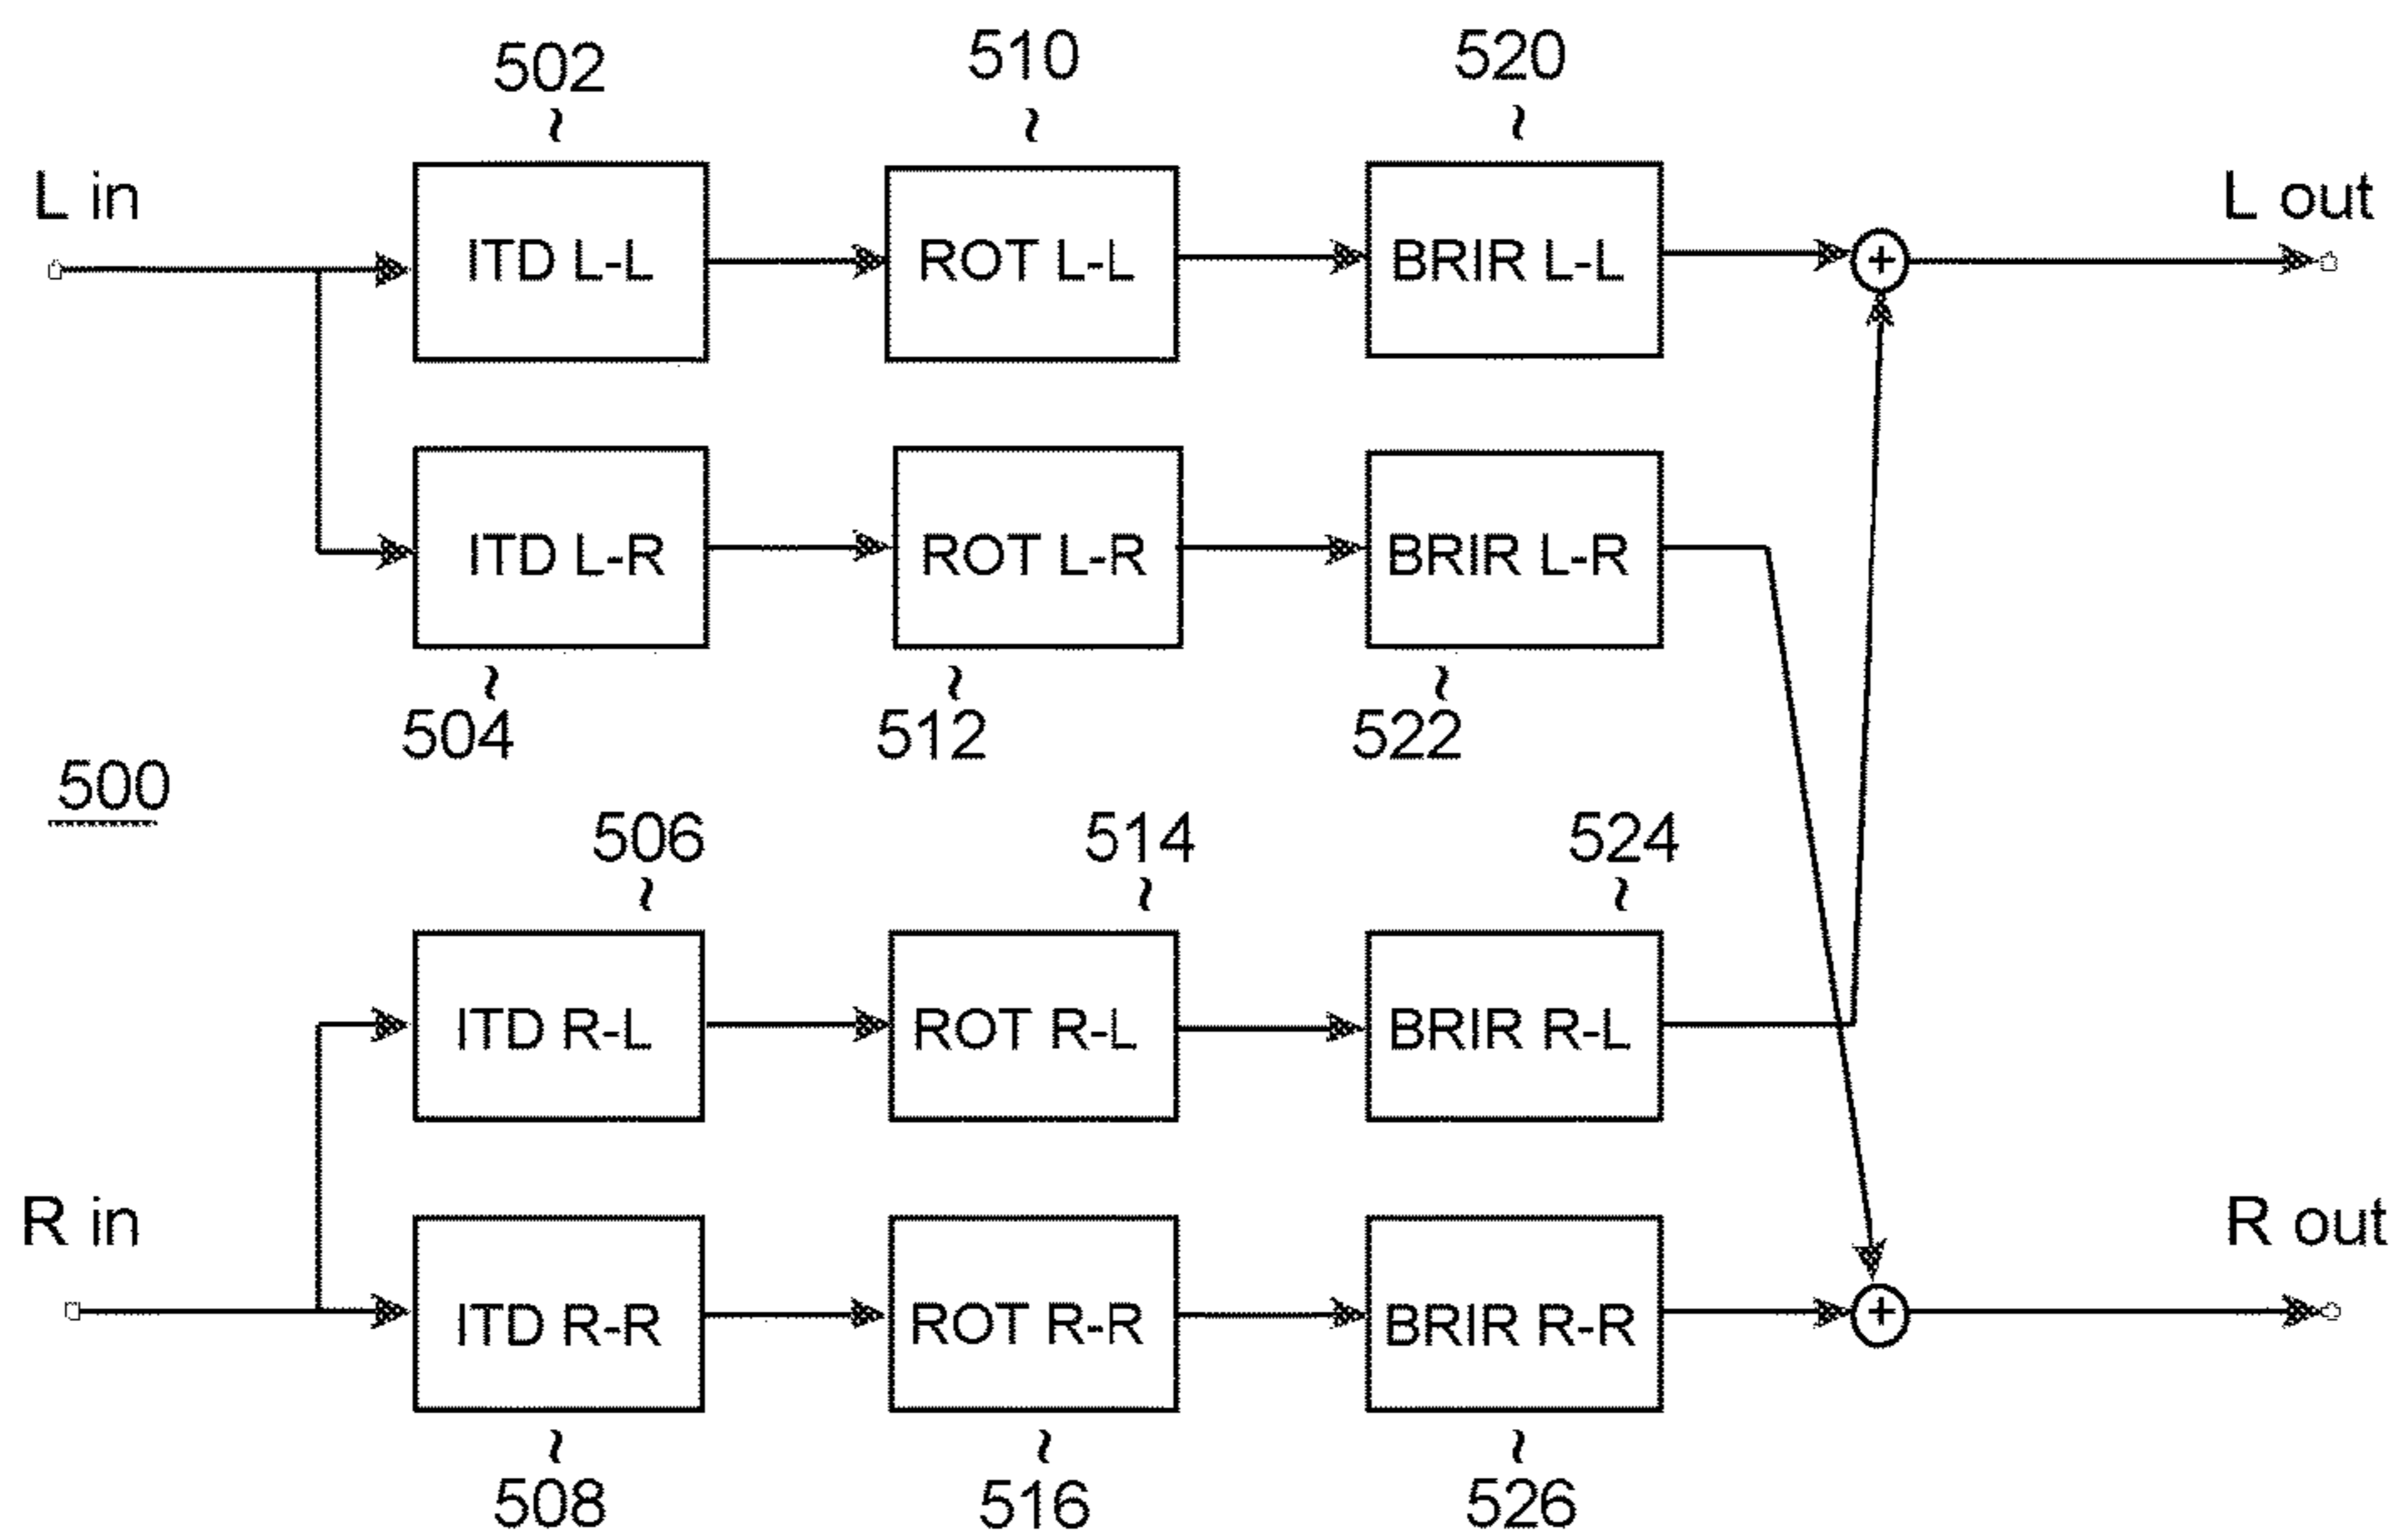 502 510 520
~ ~ ~
L in L out
ITD L-L ROT L-L BRIR L-L +
ITD L-R ROT L-R BRIR L-R
~ ~ ~
504 512 522
500
506 514 524
~ ~ ~
ITD R-L ROT R-L BRIR R-L
R in R out
ITD R-R ROT R-R BRIR R-R +
~ ~ ~
508 516 526